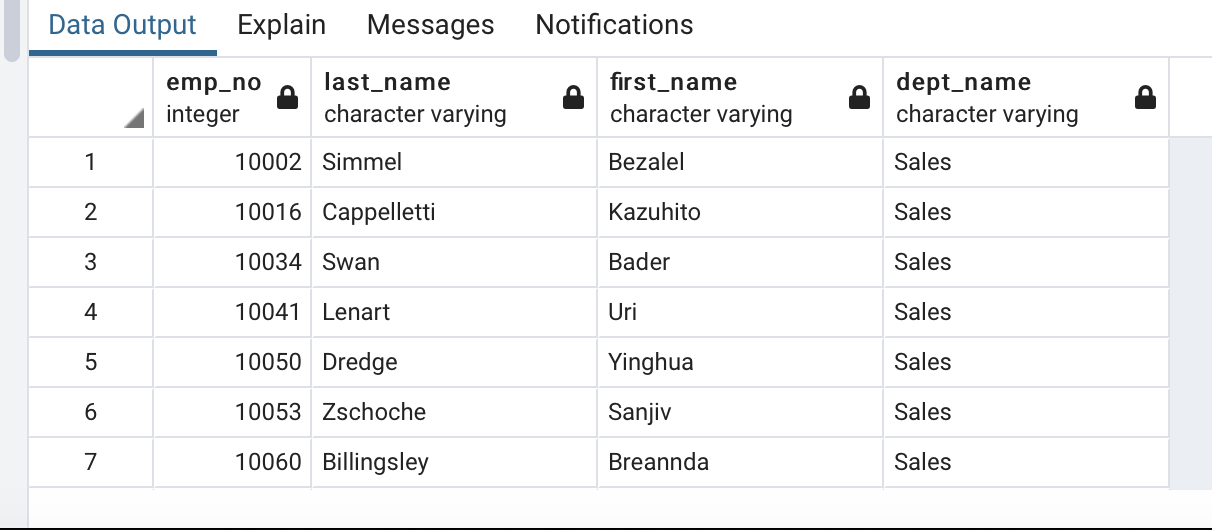 Data Output Explain Messages Notifications
emp_no last_name first_name dept_name
integer character varying character varying character varying
1 10002 Simmel Bezalel Sales
2 10016 Cappelletti Kazuhito Sales
3 10034 Swan Bader Sales
4 10041 Lenart Uri Sales
5 10050 Dredge Yinghua Sales
6 10053 Zschoche Sanjiv Sales
7 10060 Billingsley Breannda Sales